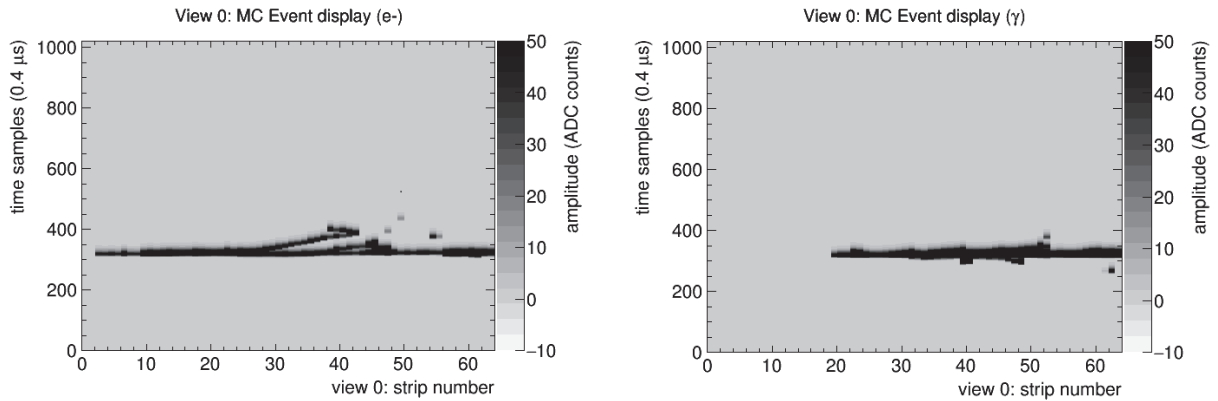 View 0: MC Event display (e-)
time samples (0.4 μs)
1000
800
600
400
200
0
0 10 20 30 40 50 60
view 0: strip number
50
40
30
20
10
0
−10
amplitude (ADC counts)
View 0: MC Event display (γ)
time samples (0.4 μs)
1000
800
600
400
200
0
0 10 20 30 40 50 60
view 0: strip number
50
40
30
20
10
0
−10
amplitude (ADC counts)